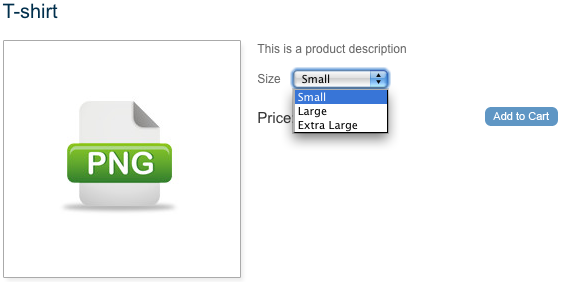 T-shirt
This is a product description
Size Small
Small
Large
Extra Large
Price
Add to Cart
PNG